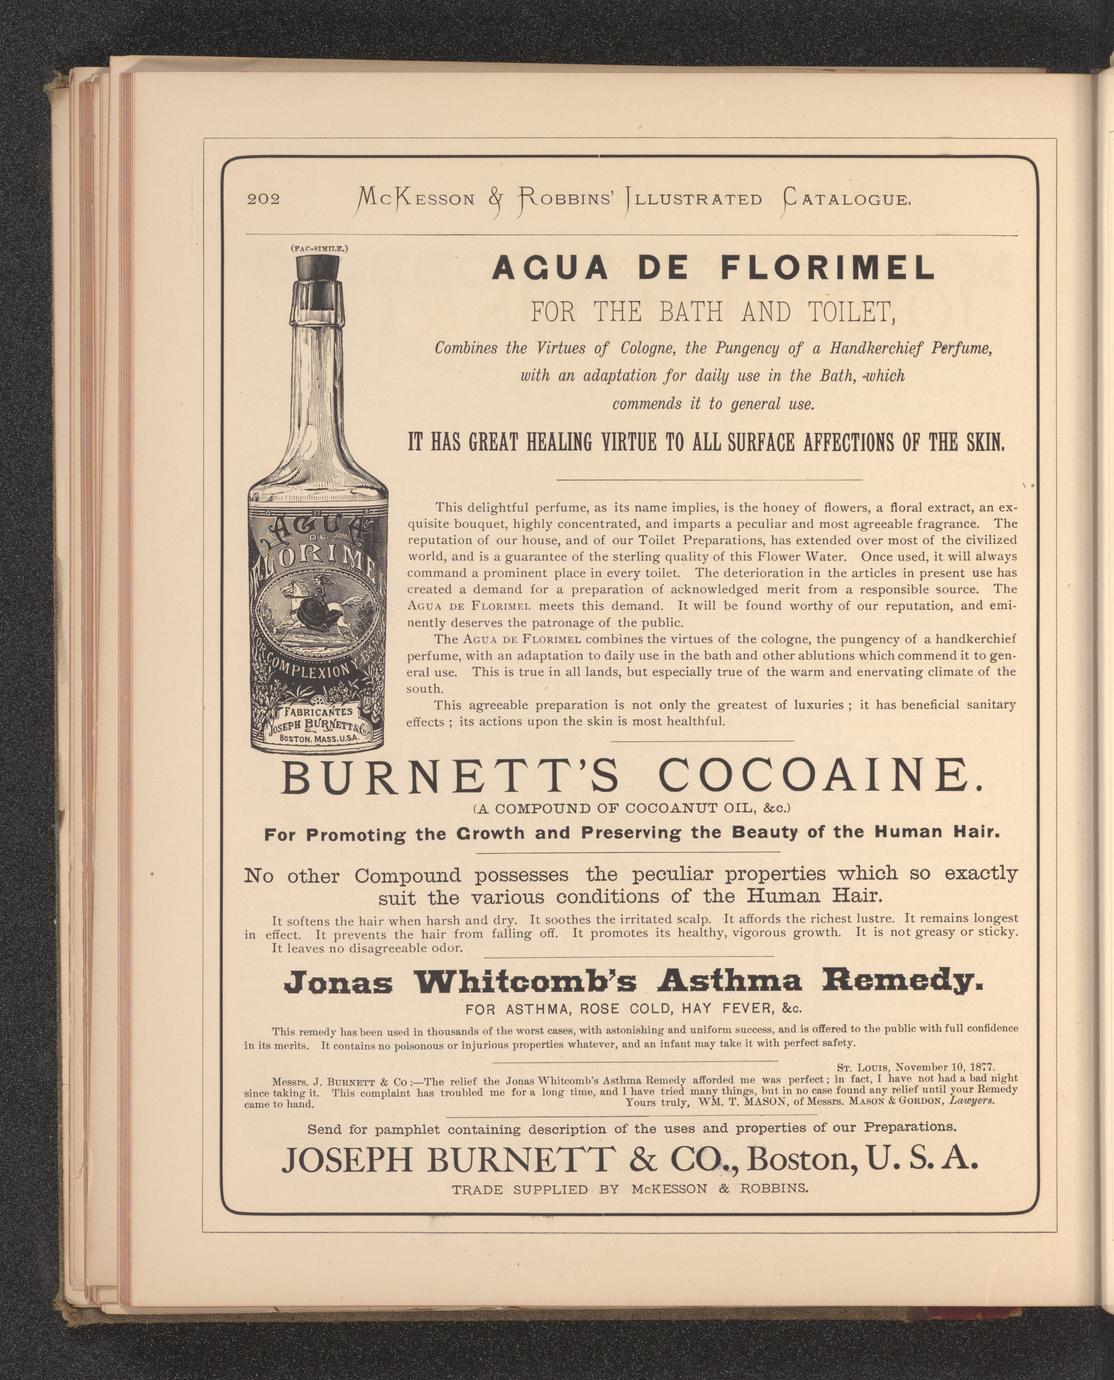 202
McKesson & Robbins' Illustrated Catalogue.
(FAC-SIMILE.)
AGUA DE FLORIMEL
FOR THE BATH AND TOILET,
Combines the Virtues of Cologne, the Pungency of a Handkerchief Perfume,
with an adaptation for daily use in the Bath, which
commends it to general use.
IT HAS GREAT HEALING VIRTUE TO ALL SURFACE AFFECTIONS OF THE SKIN.
This delightful perfume, as its name implies, is the honey of flowers, a floral extract, an ex-
quisite bouquet, highly concentrated, and imparts a peculiar and most agreeable fragrance. The
reputation of our house, and of our Toilet Preparations, has extended over most of the civilized
world, and is a guarantee of the sterling quality of this Flower Water. Once used, it will always
command a prominent place in every toilet. The deterioration in the articles in present use has
created a demand for a preparation of acknowledged merit from a responsible source. The
AGUA DE FLORIMEL meets this demand. It will be found worthy of our reputation, and emi-
nently deserves the patronage of the public.
The AGUA DE FLORIMEL combines the virtues of the cologne, the pungency of a handkerchief
perfume, with an adaptation to daily use in the bath and other ablutions which commend it to gen-
eral use. This is true in all lands, but especially true of the warm and enervating climate of the
south.
This agreeable preparation is not only the greatest of luxuries ; it has beneficial sanitary
effects ; its actions upon the skin is most healthful.
AGUA
DE
FLORIME
COMPLEXION
FABRICANTES
JOSEPH BURNETT & Co.
BOSTON. MASS. U.S.A.
BURNETT'S COCOAINE.
(A COMPOUND OF COCOANUT OIL, &c.)
For Promoting the Growth and Preserving the Beauty of the Human Hair.
No other Compound possesses the peculiar properties which so exactly
suit the various conditions of the Human Hair.
It softens the hair when harsh and dry. It soothes the irritated scalp. It affords the richest lustre. It remains longest
in effect. It prevents the hair from falling off. It promotes its healthy, vigorous growth. It is not greasy or sticky.
It leaves no disagreeable odor.
Jonas Whitcomb's Asthma Remedy.
FOR ASTHMA, ROSE COLD, HAY FEVER, &c.
This remedy has been used in thousands of the worst cases, with astonishing and uniform success, and is offered to the public with full confidence
in its merits. It contains no poisonous or injurious properties whatever, and an infant may take it with perfect safety.
ST. LOUIS, November 10, 1877.
Messrs. J. BURNETT & Co :—The relief the Jonas Whitcomb's Asthma Remedy afforded me was perfect ; in fact, I have not had a bad night
since taking it. This complaint has troubled me for a long time, and I have tried many things, but in no case found any relief until your Remedy
came to hand. Yours truly, WM. T. MASON, of Messrs. MASON & GORDON, Lawyers.
Send for pamphlet containing description of the uses and properties of our Preparations.
JOSEPH BURNETT & CO., Boston, U. S. A.
TRADE SUPPLIED BY McKESSON & ROBBINS.